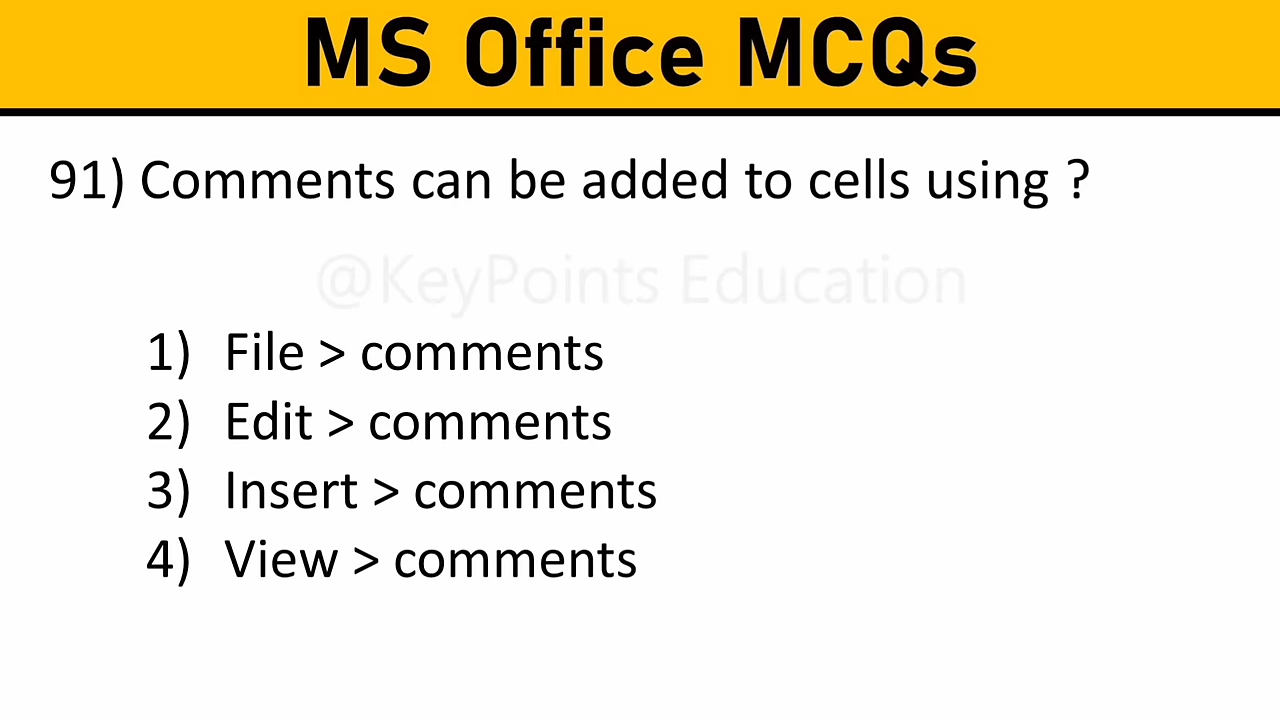 MS Office MCQs
91) Comments can be added to cells using ?
@KeyPoints Education
1) File > comments
2) Edit > comments
3) Insert > comments
4) View > comments